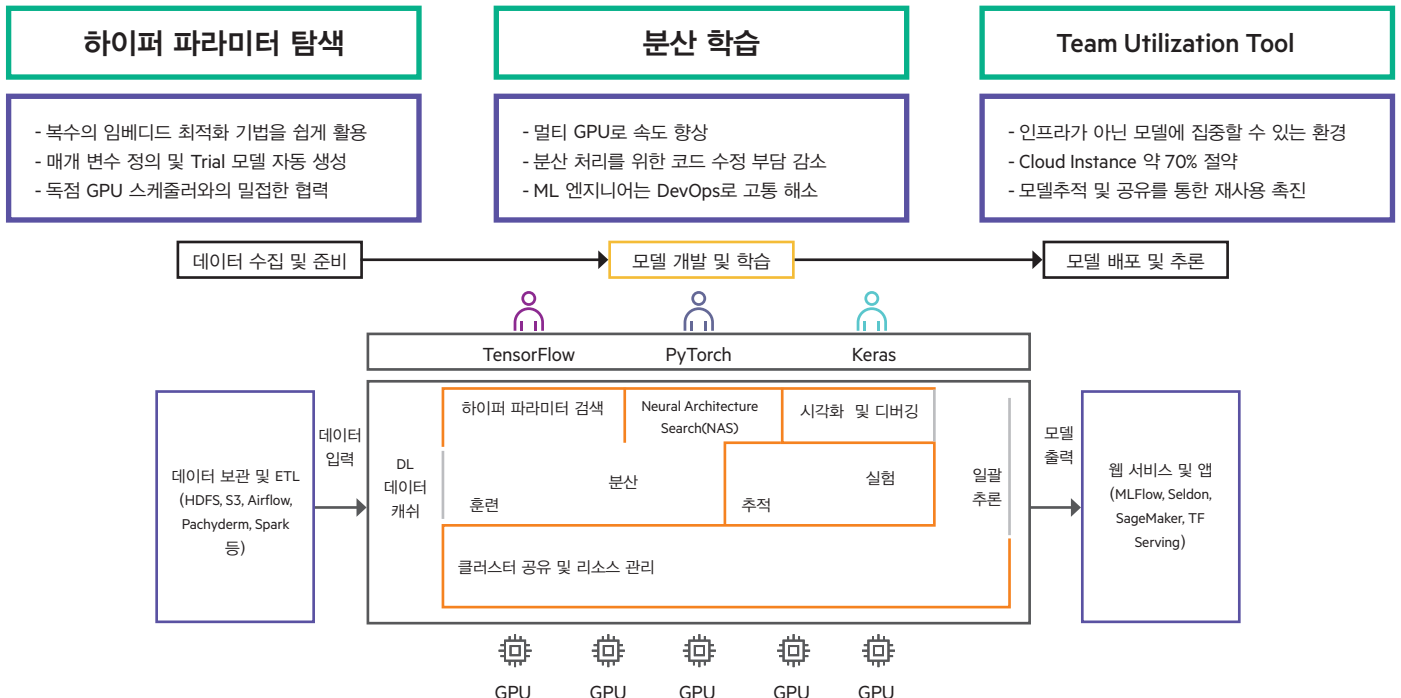 하이퍼 파라미터 탐색
- 복수의 임베디드 최적화 기법을 쉽게 활용
- 매개 변수 정의 및 Trial 모델 자동 생성
- 독점 GPU 스케줄러와의 밀접한 협력
분산 학습
- 멀티 GPU로 속도 향상
- 분산 처리를 위한 코드 수정 부담 감소
- ML 엔지니어는 DevOps로 고통 해소
Team Utilization Tool
- 인프라가 아닌 모델에 집중할 수 있는 환경
- Cloud Instance 약 70% 절약
- 모델추적 및 공유를 통한 재사용 촉진
데이터 수집 및 준비
모델 개발 및 학습
모델 배포 및 추론
TensorFlow
PyTorch
Keras
데이터 보관 및 ETL
(HDFS, S3, Airflow,
Pachyderm, Spark
등)
데이터
입력
DL
데이터
캐쉬
하이퍼 파라미터 검색
Neural Architecture
Search(NAS)
시각화 및 디버깅
분산
훈련
실험
추적
일괄
추론
클러스터 공유 및 리소스 관리
모델
출력
웹 서비스 및 앱
(MLFlow, Seldon,
SageMaker, TF
Serving)
GPU
GPU
GPU
GPU
GPU